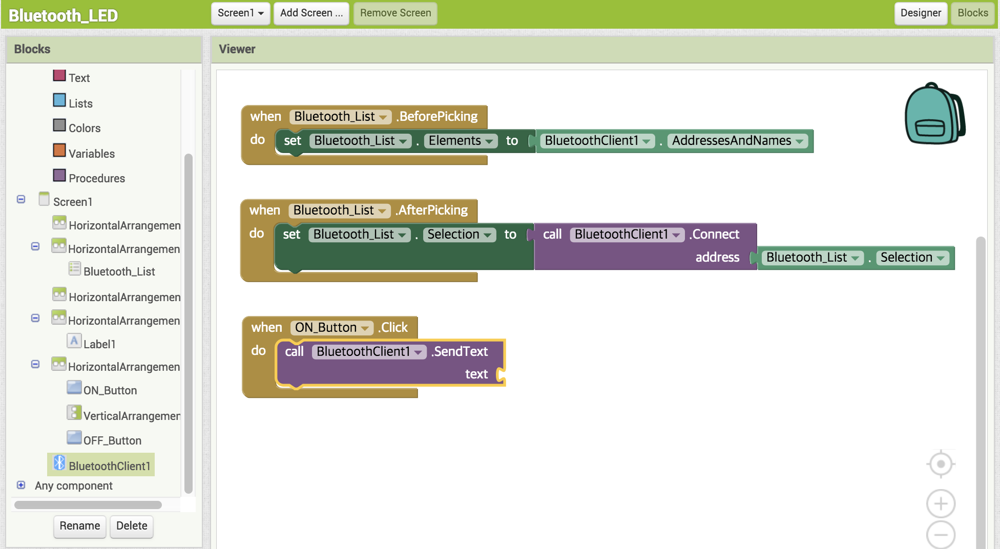 Bluetooth_LED
Screen1
Add Screen ...
Remove Screen
Designer
Blocks
Blocks
Text
Lists
Colors
Variables
Procedures
Screen1
HorizontalArrangemen
HorizontalArrangemen
Bluetooth_List
HorizontalArrangemen
HorizontalArrangemen
Label1
HorizontalArrangemen
ON_Button
VerticalArrangemen
OFF_Button
BluetoothClient1
Any component
Rename
Delete
Viewer
when Bluetooth_List .BeforePicking
do set Bluetooth_List . Elements to BluetoothClient1 . AddressesAndNames
when Bluetooth_List .AfterPicking
do set Bluetooth_List . Selection to call BluetoothClient1 .Connect
address Bluetooth_List . Selection
when ON_Button .Click
do call BluetoothClient1 .SendText
text